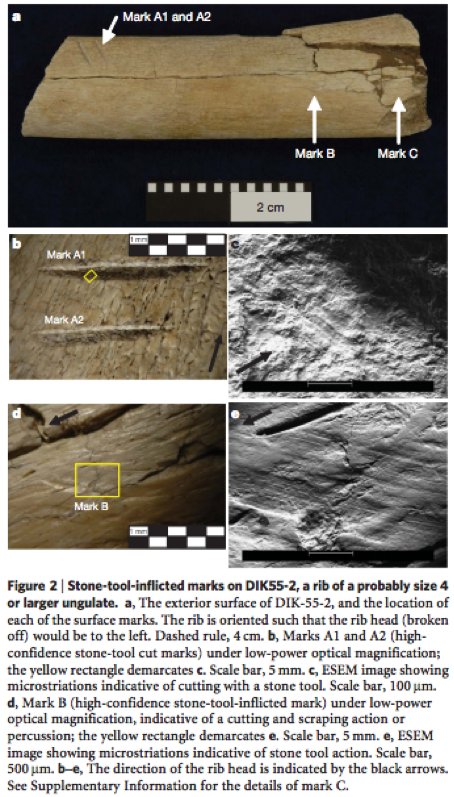 a
Mark A1 and A2
Mark B
Mark C
2 cm
b
Mark A1
1 mm
c
Mark A2
d
Mark B
1 mm
e
Figure 2 | Stone-tool-inflicted marks on DIK55-2, a rib of a probably size 4
or larger ungulate. a, The exterior surface of DIK-55-2, and the location of
each of the surface marks. The rib is oriented such that the rib head (broken
off) would be to the left. Dashed rule, 4 cm. b, Marks A1 and A2 (high-
confidence stone-tool cut marks) under low-power optical magnification;
the yellow rectangle demarcates c. Scale bar, 5 mm. c, ESEM image showing
microstriations indicative of cutting with a stone tool. Scale bar, 100 μm.
d, Mark B (high-confidence stone-tool-inflicted mark) under low-power
optical magnification, indicative of a cutting and scraping action or
percussion; the yellow rectangle demarcates e. Scale bar, 5 mm. e, ESEM
image showing microstriations indicative of stone tool action. Scale bar,
500 μm. b–e, The direction of the rib head is indicated by the black arrows.
See Supplementary Information for the details of mark C.